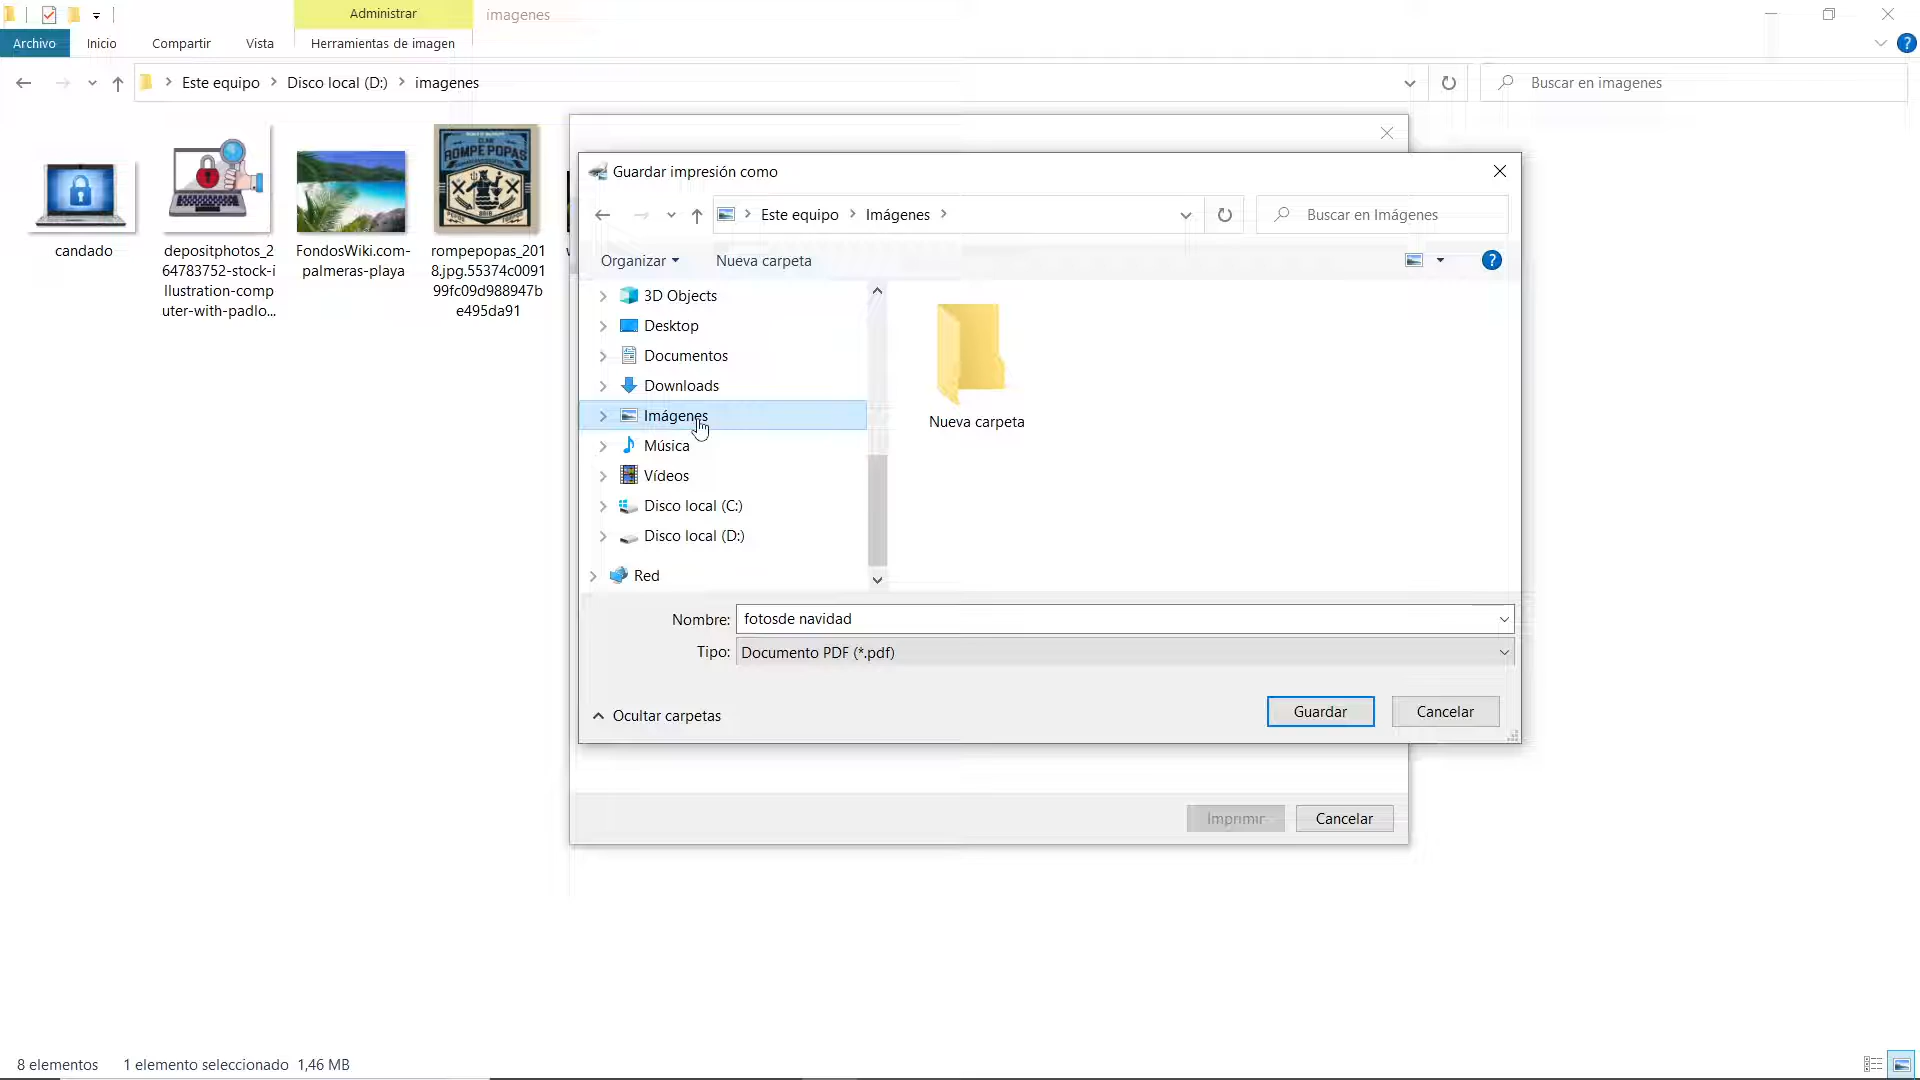 Administrar
imagenes
Archivo
Inicio
Compartir
Vista
Herramientas de imagen
Este equipo
Disco local (D:)
imagenes
Buscar en imagenes
candado
depositphotos_2
64783752-stock-i
llustration-comp
uter-with-padlo...
FondosWiki.com-
palmeras-playa
ROMPEPOPAS
rompepopas_201
8.jpg.55374c0091
99fc09d988947b
e495da91
Guardar impresión como
Este equipo
Imágenes
Buscar en Imágenes
Organizar
Nueva carpeta
3D Objects
Desktop
Documentos
Downloads
Imágenes
Música
Vídeos
Disco local (C:)
Disco local (D:)
Red
Nueva carpeta
Nombre: fotosde navidad
Tipo: Documento PDF (*.pdf)
Ocultar carpetas
Guardar
Cancelar
Imprimir
Cancelar
8 elementos
1 elemento seleccionado 1,46 MB